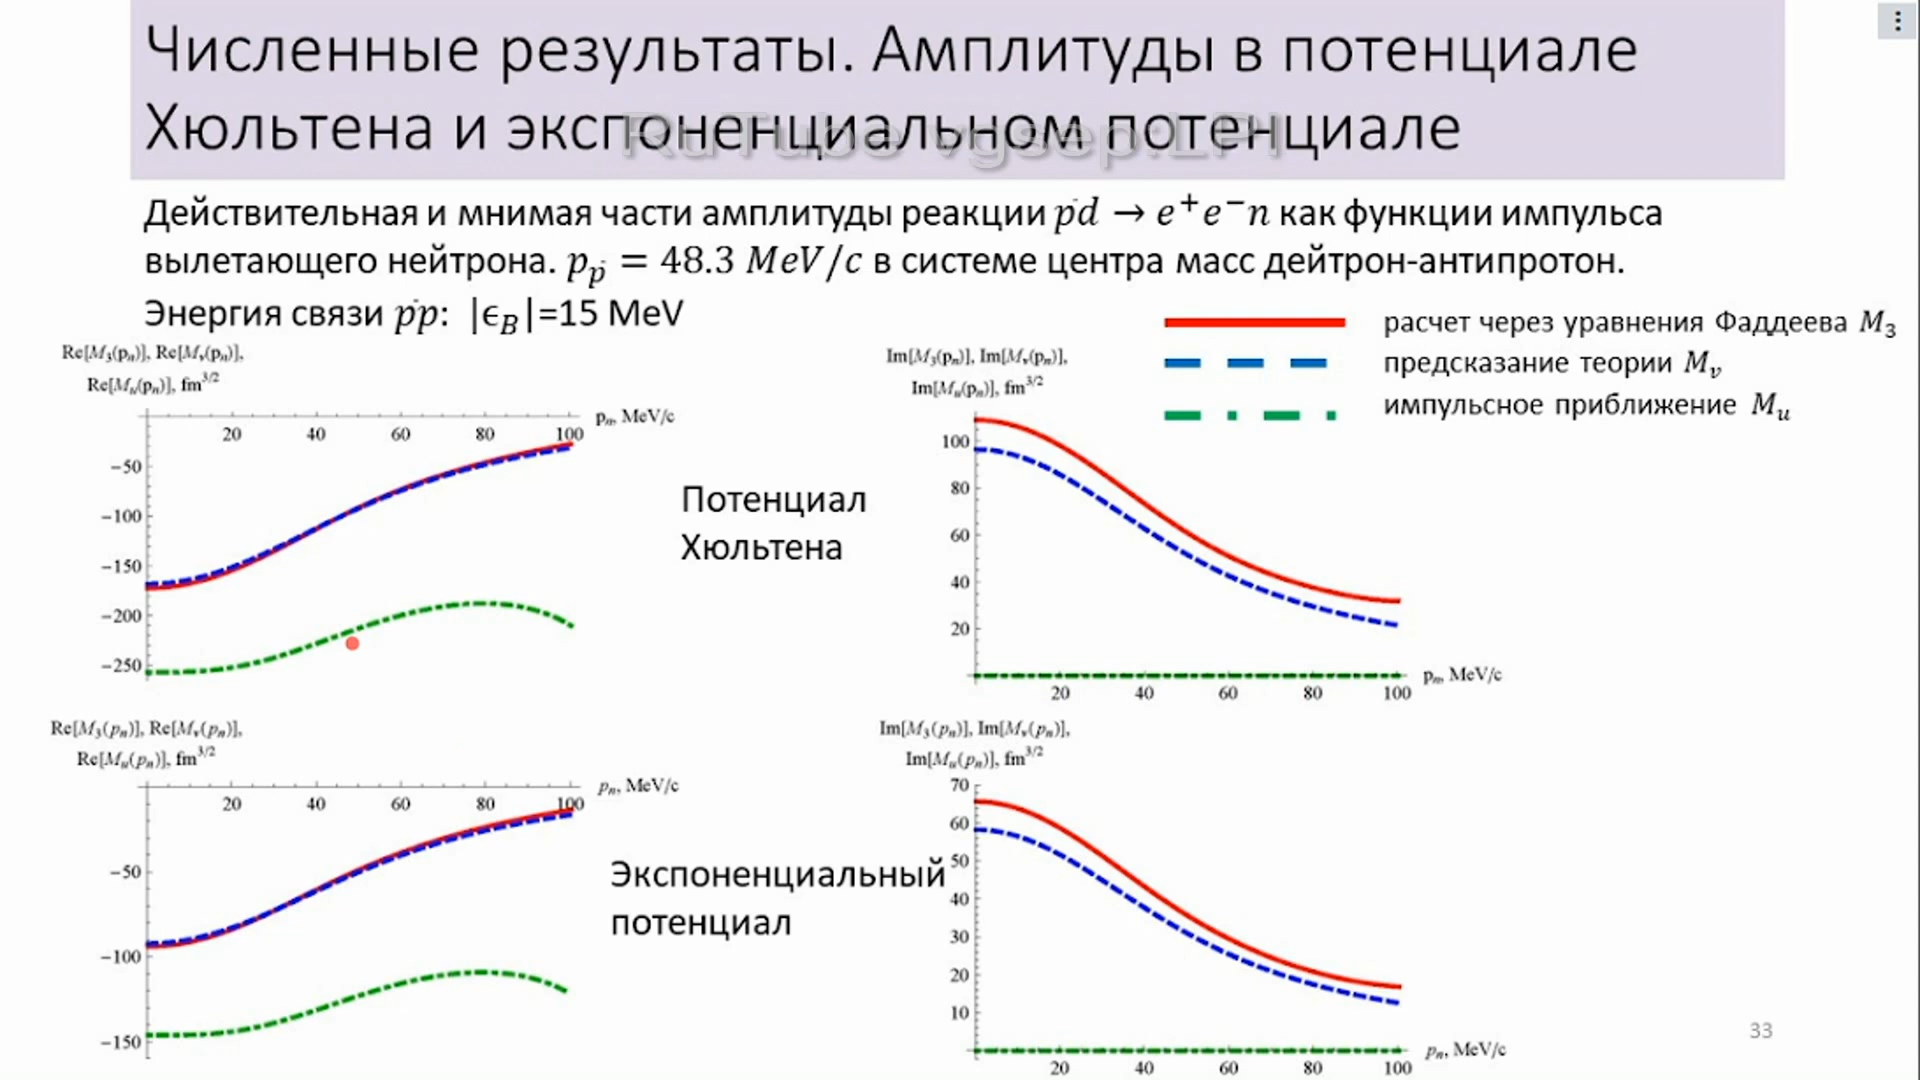 Численные результаты. Амплитуды в потенциале
Хюльтена и экспоненциальном потенциале
RuTube vgsep:LPI
Действительная и мнимая части амплитуды реакции p̄d → e⁺e⁻n как функции импульса
вылетающего нейтрона. p_p̄ = 48.3 MeV/c в системе центра масс дейтрон-антипротон.
Энергия связи p̄p: |ϵ_B|=15 MeV
расчет через уравнения Фаддеева M₃
предсказание теории M_v
импульсное приближение M_u
Re[M₃(pₙ)], Re[M_v(pₙ)],
Re[M_u(pₙ)], fm^3/2
pₙ, MeV/c
20 40 60 80 100
−50
−100
−150
−200
−250
Потенциал
Хюльтена
Im[M₃(pₙ)], Im[M_v(pₙ)],
Im[M_u(pₙ)], fm^3/2
100
80
60
40
20
pₙ, MeV/c
20 40 60 80 100
Re[M₃(pₙ)], Re[M_v(pₙ)],
Re[M_u(pₙ)], fm^3/2
pₙ, MeV/c
20 40 60 80 100
−50
−100
−150
Экспоненциальный
потенциал
Im[M₃(pₙ)], Im[M_v(pₙ)],
Im[M_u(pₙ)], fm^3/2
70
60
50
40
30
20
10
pₙ, MeV/c
20 40 60 80 100
33